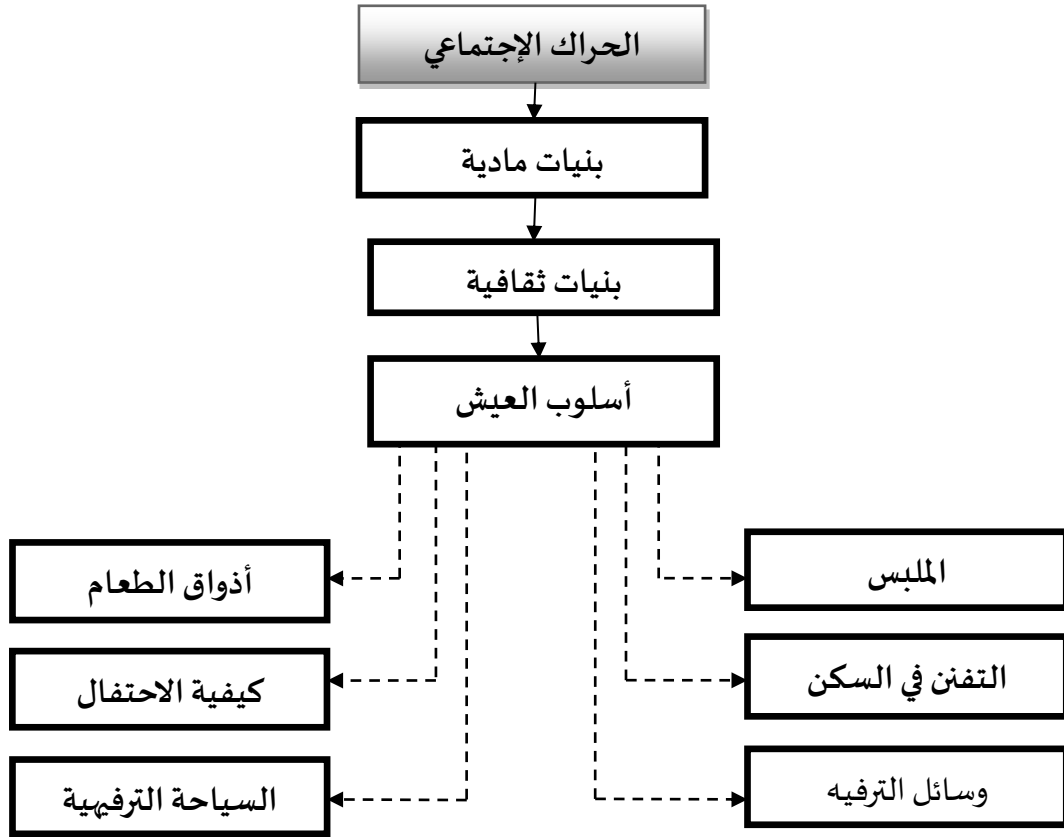 الحراك الإجتماعي
بنيات مادية
بنيات ثقافية
أسلوب العيش
الملبس
أذواق الطعام
التفنن في السكن
كيفية الاحتفال
وسائل الترفيه
السياحة الترفيهية